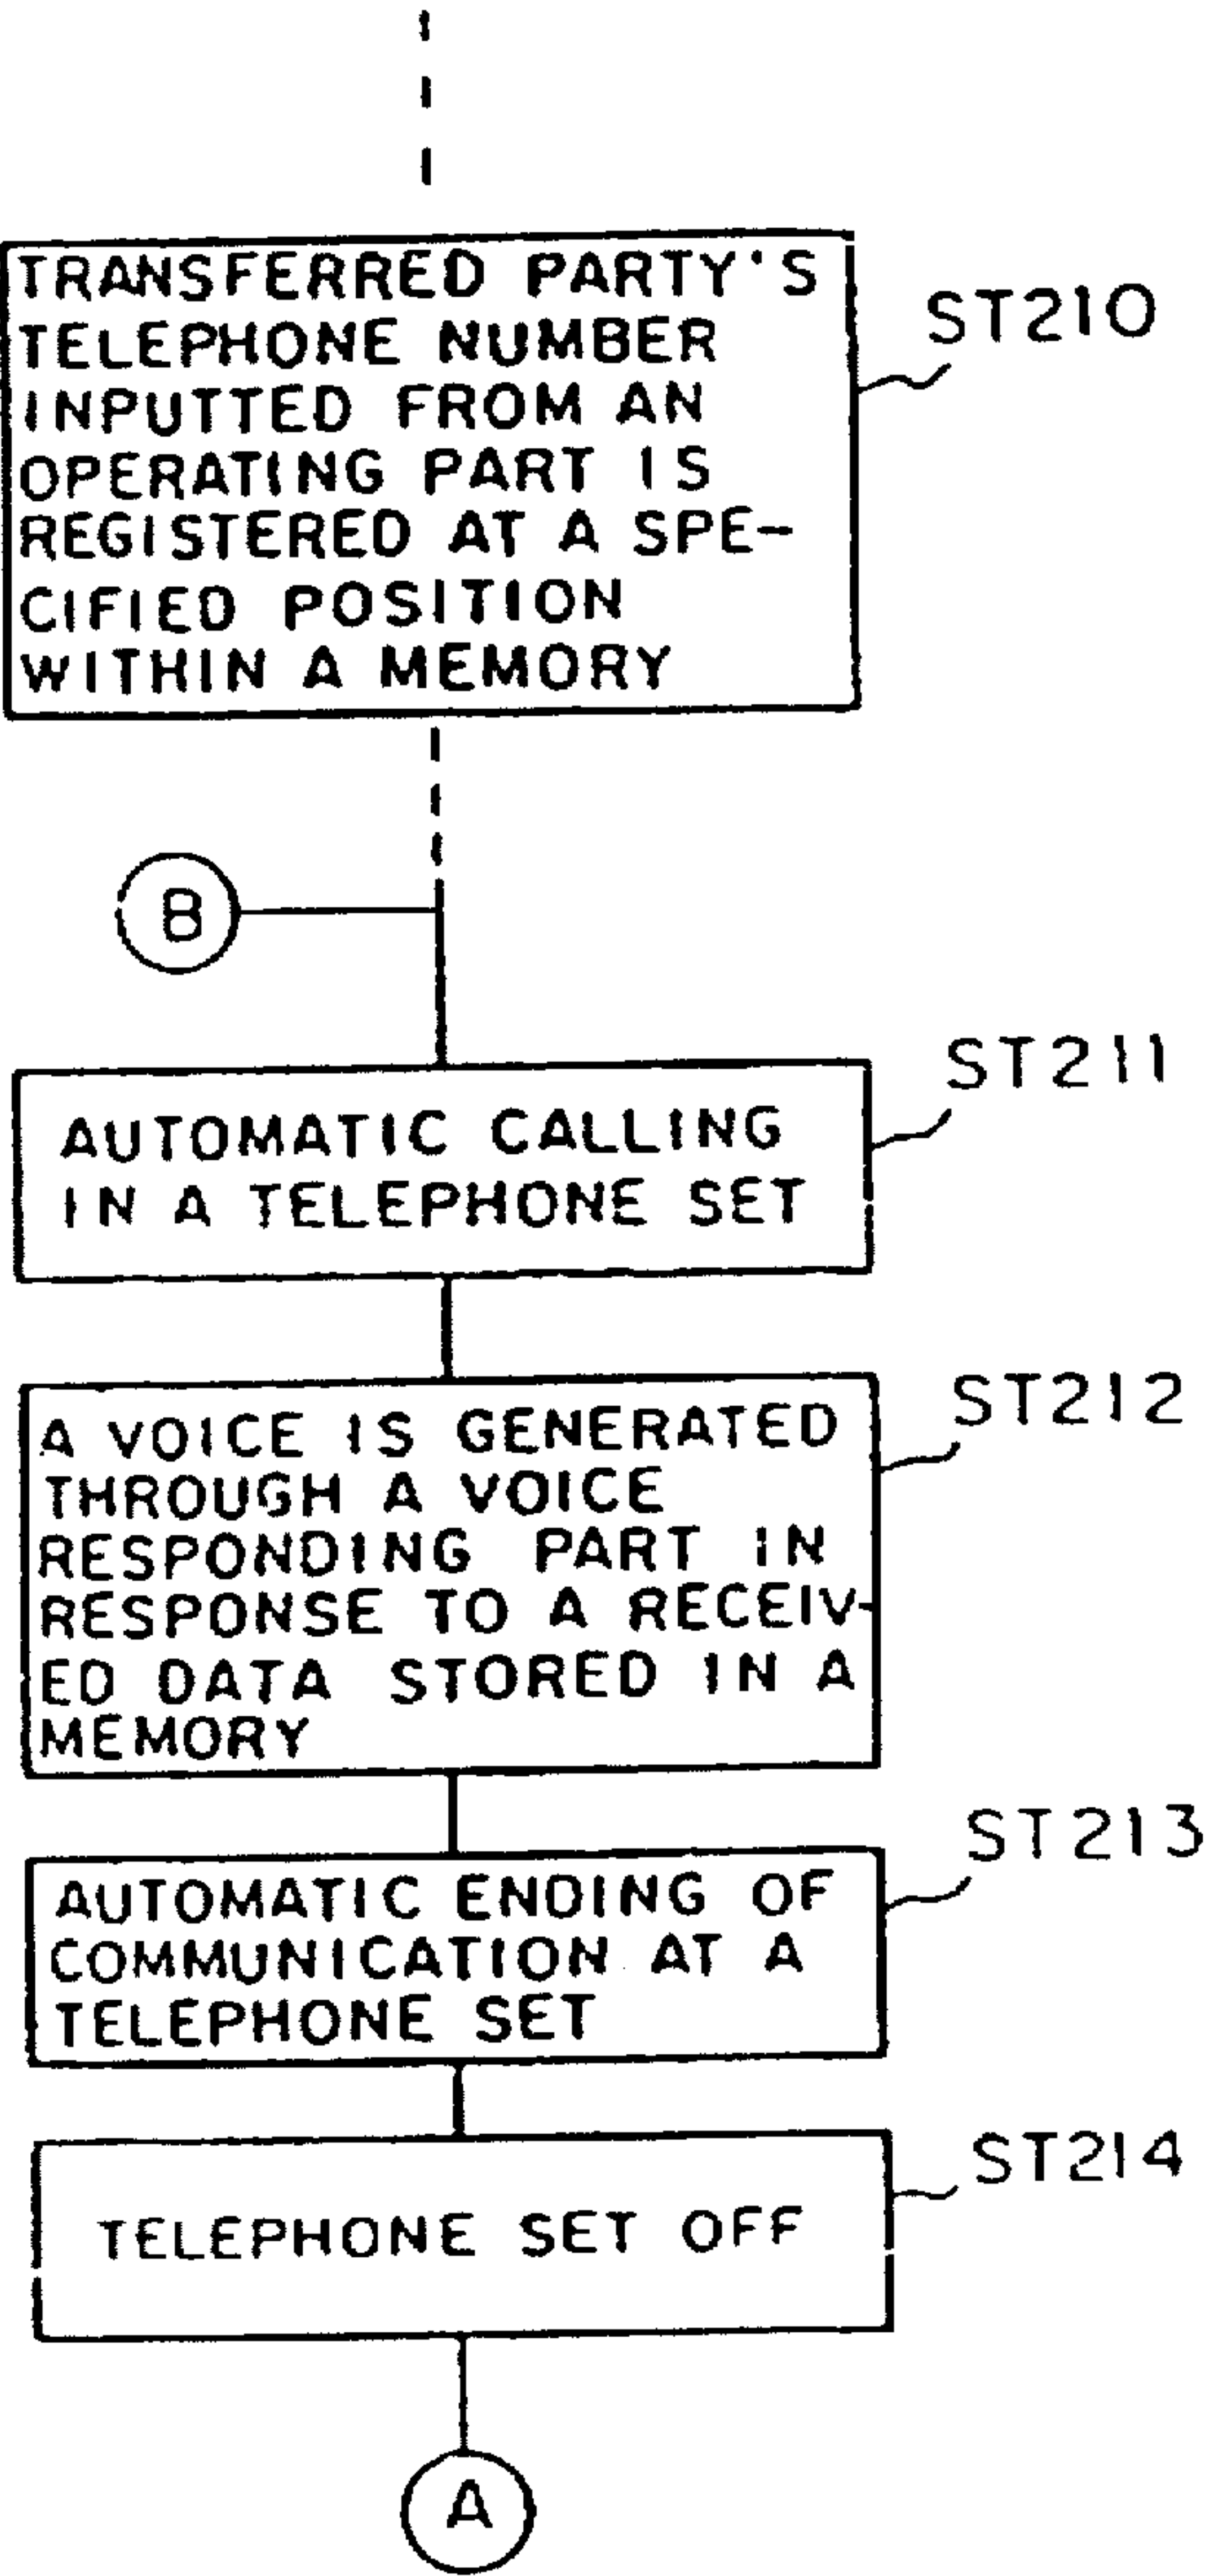 TRANSFERRED PARTY'S
TELEPHONE NUMBER
INPUTTED FROM AN
OPERATING PART IS
REGISTERED AT A SPE-
CIFIED POSITION
WITHIN A MEMORY
ST210
B
AUTOMATIC CALLING
IN A TELEPHONE SET
ST211
A VOICE IS GENERATED
THROUGH A VOICE
RESPONDING PART IN
RESPONSE TO A RECEIV-
ED DATA STORED IN A
MEMORY
ST212
AUTOMATIC ENDING OF
COMMUNICATION AT A
TELEPHONE SET
ST213
TELEPHONE SET OFF
ST214
A